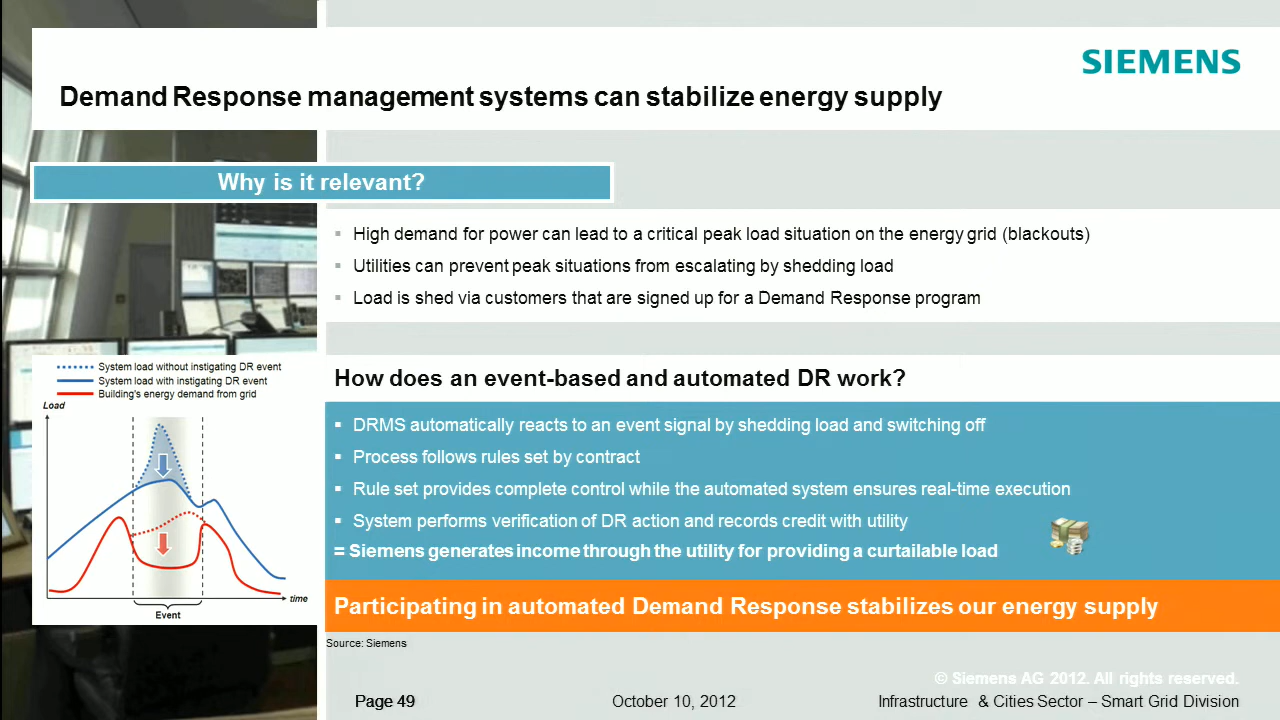 SIEMENS
Demand Response management systems can stabilize energy supply
Why is it relevant?
High demand for power can lead to a critical peak load situation on the energy grid (blackouts)
Utilities can prevent peak situations from escalating by shedding load
Load is shed via customers that are signed up for a Demand Response program
System load without instigating DR event
System load with instigating DR event
Building's energy demand from grid
Load
time
Event
How does an event-based and automated DR work?
DRMS automatically reacts to an event signal by shedding load and switching off
Process follows rules set by contract
Rule set provides complete control while the automated system ensures real-time execution
System performs verification of DR action and records credit with utility
= Siemens generates income through the utility for providing a curtailable load
Participating in automated Demand Response stabilizes our energy supply
Source: Siemens
© Siemens AG 2012. All rights reserved.
Page 49 October 10, 2012 Infrastructure & Cities Sector – Smart Grid Division